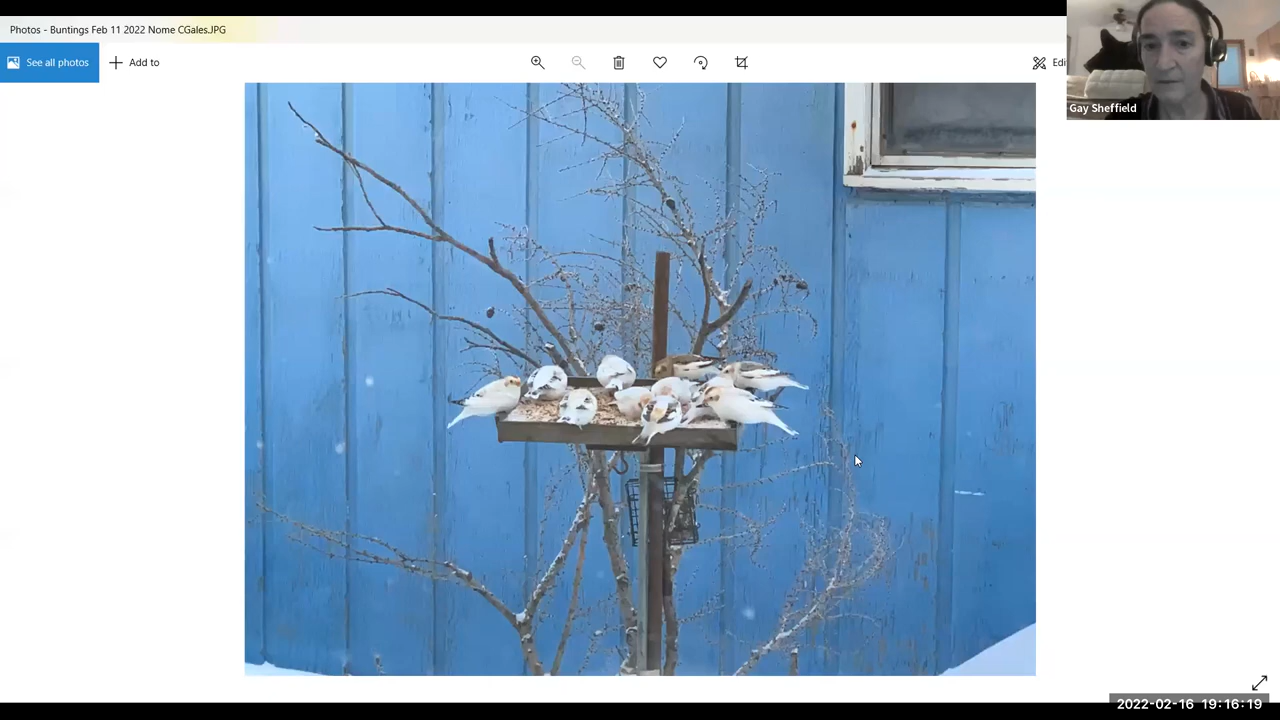 Photos - Buntings Feb 11 2022 Nome CGales.JPG
See all photos
Add to
Gay Sheffield
2022-02-16 19:16:19